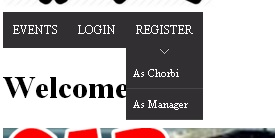 EVENTS LOGIN REGISTER
As Chorbi
Welcome
As Manager